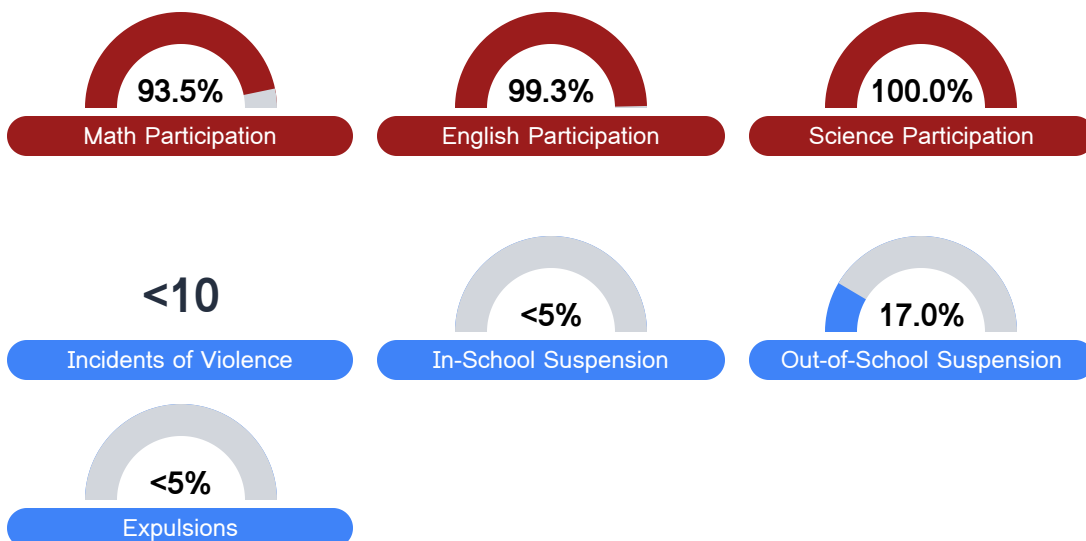 93.5%
Math Participation
99.3%
English Participation
100.0%
Science Participation
<10
Incidents of Violence
<5%
In-School Suspension
17.0%
Out-of-School Suspension
<5%
Expulsions